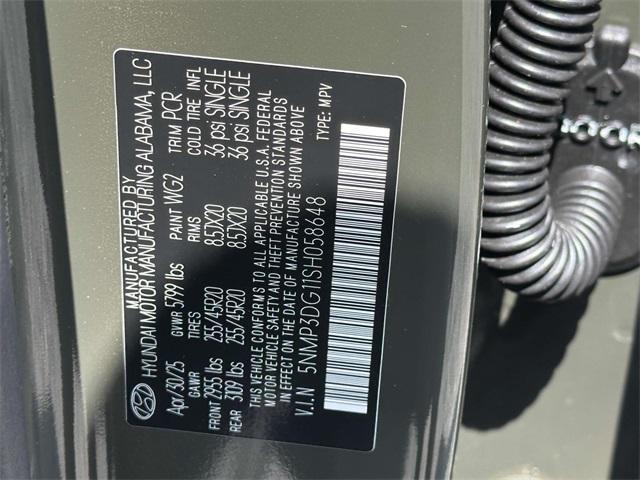 MANUFACTURED BY
HYUNDAI MOTOR MANUFACTURING ALABAMA, LLC
Apr/30/25 GVWR 5799 lbs PAINT WG2 TRIM PCR
GAWR TIRES RIMS COLD TIRE INFL
FRONT 2955 lbs 255/45R20 8.5JX20 36 psi SINGLE
REAR 3109 lbs 255/45R20 8.5JX20 36 psi SINGLE
THIS VEHICLE CONFORMS TO ALL APPLICABLE U.S.A. FEDERAL
MOTOR VEHICLE SAFETY AND THEFT PREVENTION STANDARDS
IN EFFECT ON THE DATE OF MANUFACTURE SHOWN ABOVE
V.I.N 5NMP3DG11SH058648 TYPE: MPV